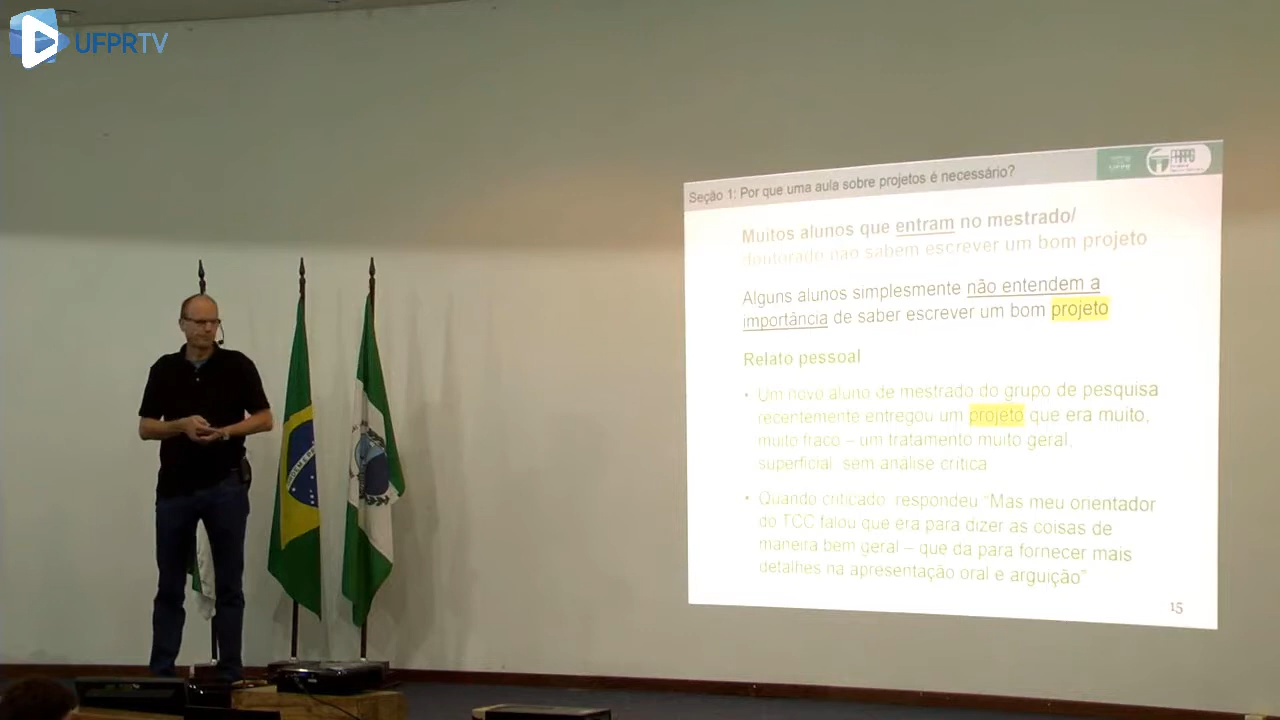 UFPRTV
Seção 1: Por que uma aula sobre projetos é necessário?
UFPR
PRPPG
Muitos alunos que entram no mestrado/
doutorado não sabem escrever um bom projeto
Alguns alunos simplesmente não entendem a
importância de saber escrever um bom projeto
Relato pessoal
• Um novo aluno de mestrado do grupo de pesquisa
recentemente entregou um projeto que era muito,
muito fraco – um tratamento muito geral,
superficial, sem análise crítica
• Quando criticado, respondeu “Mas meu orientador
do TCC falou que era para dizer as coisas de
maneira bem geral – que da para fornecer mais
detalhes na apresentação oral e arguição”
15